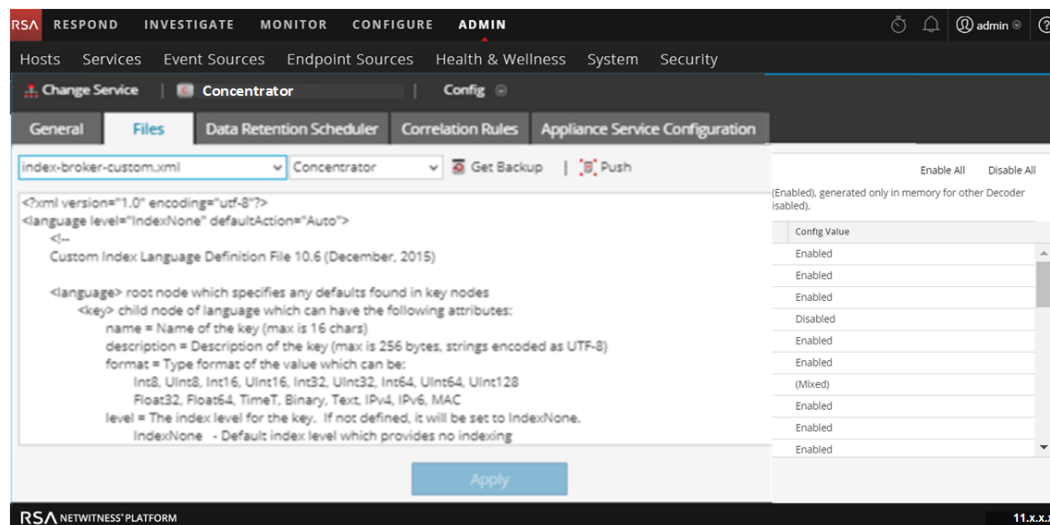 RSA RESPOND INVESTIGATE MONITOR CONFIGURE ADMIN admin
Hosts Services Event Sources Endpoint Sources Health & Wellness System Security
Change Service | Concentrator | Config
General Files Data Retention Scheduler Correlation Rules Appliance Service Configuration
index-broker-custom.xml Concentrator Get Backup | Push
Enable All Disable All
(Enabled), generated only in memory for other Decoder
isabled).
Config Value
Enabled
Enabled
Enabled
Disabled
Enabled
Enabled
(Mixed)
Enabled
Enabled
Enabled
<?xml version="1.0" encoding="utf-8"?>
<language level="IndexNone" defaultAction="Auto">
<!--
Custom Index Language Definition File 10.6 (December, 2015)
<language> root node which specifies any defaults found in key nodes
<key> child node of language which can have the following attributes:
name = Name of the key (max is 16 chars)
description = Description of the key (max is 256 bytes, strings encoded as UTF-8)
format = Type format of the value which can be:
Int8, UInt8, Int16, UInt16, Int32, UInt32, Int64, UInt64, UInt128
Float32, Float64, TimeT, Binary, Text, IPv4, IPv6, MAC
level = The index level for the key. If not defined, it will be set to IndexNone.
IndexNone - Default index level which provides no indexing
Apply
RSA NETWITNESS® PLATFORM 11.x.x.x